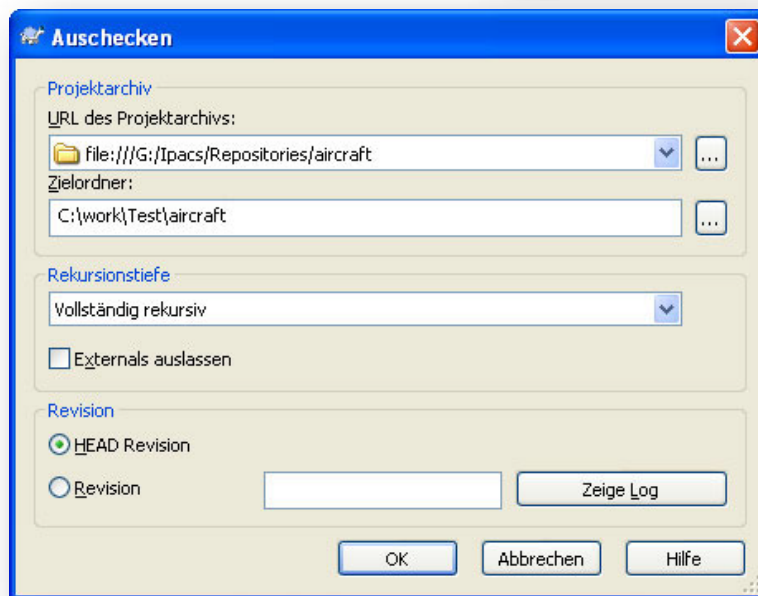 Auschecken
Projektarchiv
URL des Projektarchivs:
file:///G:/Ipacs/Repositories/aircraft
...
Zielordner:
C:\work\Test\aircraft
...
Rekursionstiefe
Vollständig rekursiv
Externals auslassen
Revision
HEAD Revision
Revision
Zeige Log
OK Abbrechen Hilfe